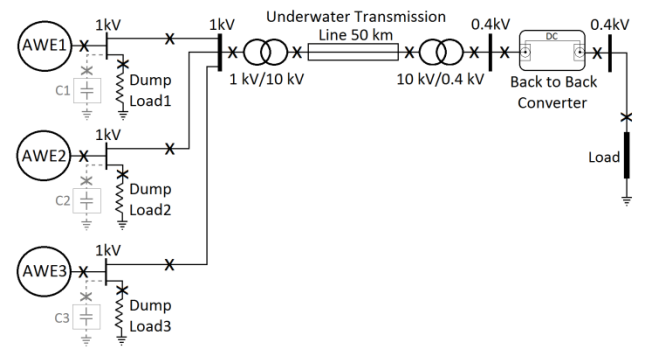 Underwater Transmission
Line 50 km
1kV
1kV
0.4kV
0.4kV
AWE1
DC
1 kV/10 kV
10 kV/0.4 kV
Back to Back
Converter
C1
Dump
Load1
1kV
AWE2
Load
C2
Dump
Load2
1kV
AWE3
C3
Dump
Load3